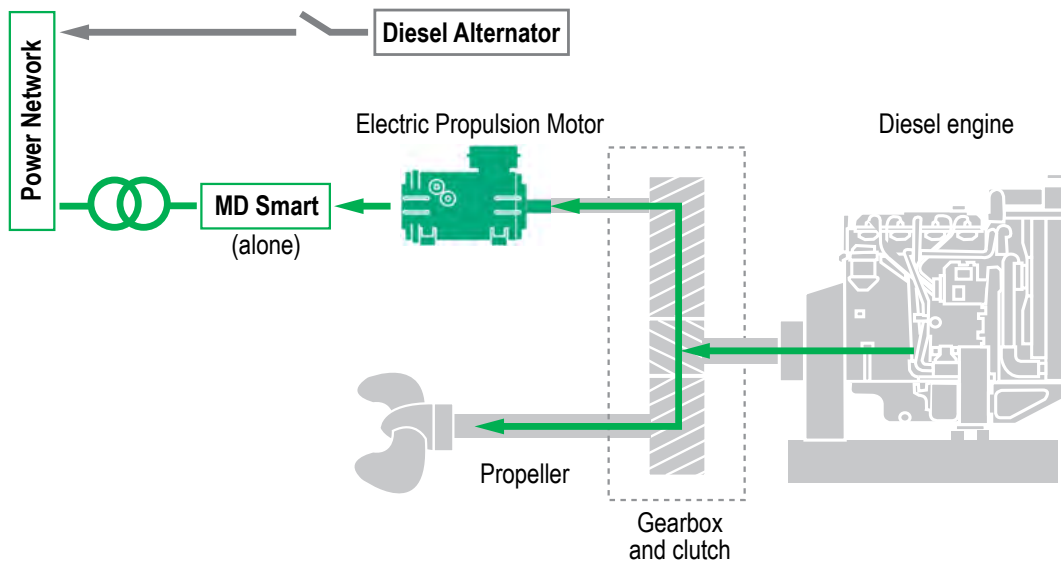 Diesel Alternator
Power Network
Electric Propulsion Motor
Diesel engine
MD Smart
(alone)
Propeller
Gearbox
and clutch